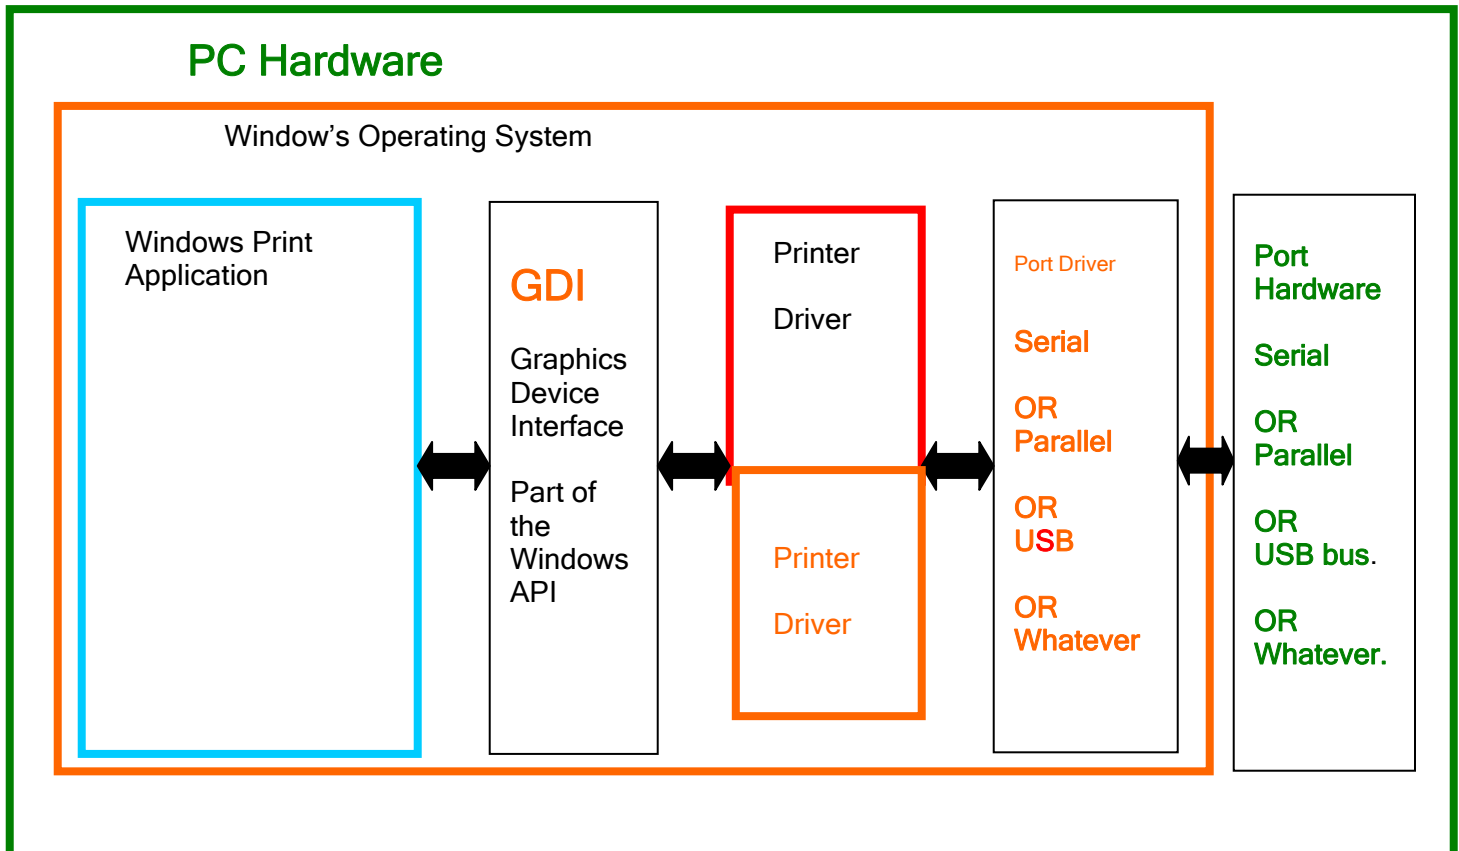 PC Hardware
Window’s Operating System
Windows Print
Application
GDI
Graphics
Device
Interface
Part of
the
Windows
API
Printer
Driver
Printer
Driver
Port Driver
Serial
OR
Parallel
OR
USB
OR
Whatever
Port
Hardware
Serial
OR
Parallel
OR
USB bus.
OR
Whatever.